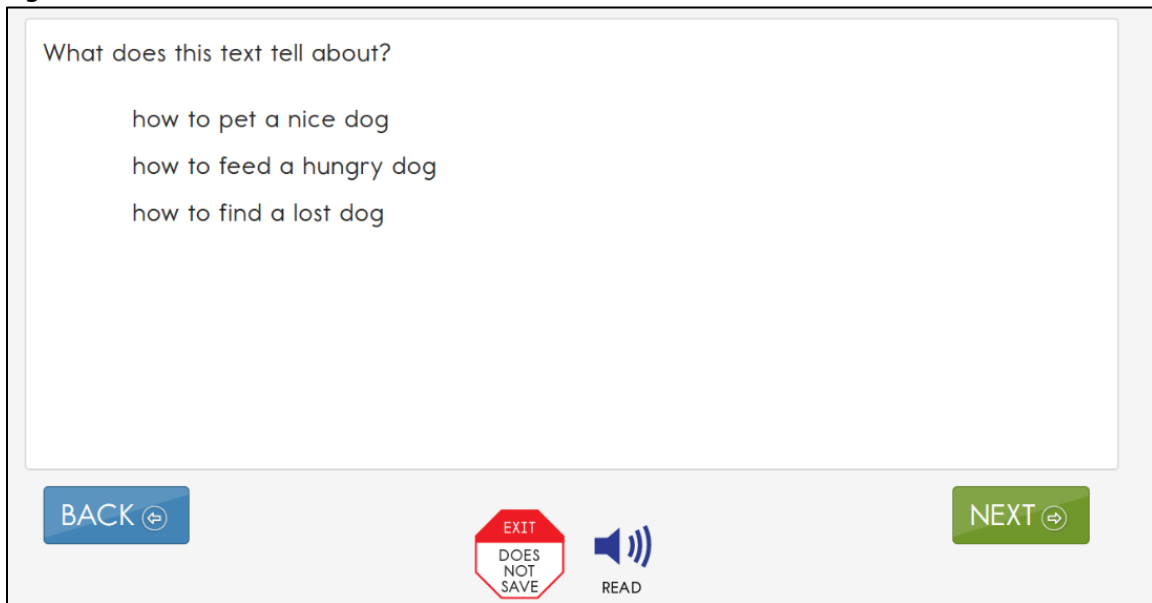 What does this text tell about?
how to pet a nice dog
how to feed a hungry dog
how to find a lost dog
BACK
NEXT
EXIT
DOES
NOT
SAVE
READ